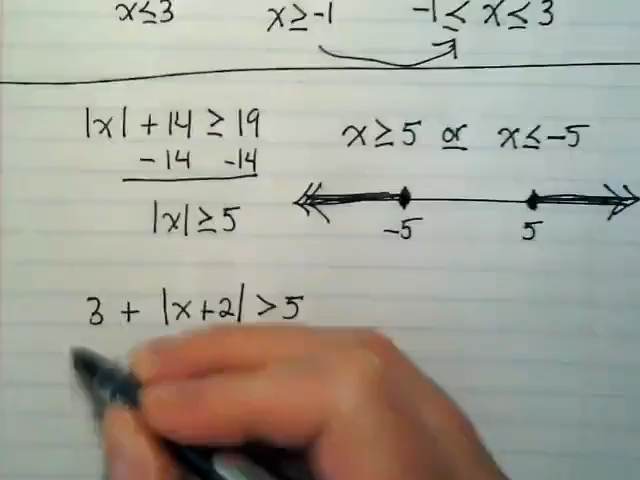 x≤3 x≥-1 -1≤x≤3
|x|+14≥19
-14 -14
|x|≥5
x≥5 or x≤-5
-5 5
3+|x+2|>5